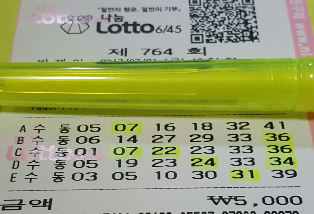 "절반의 행운, 절반의 기부"
나눔
Lotto 6/45
제 764 회
A 수 동 05 07 16 18 32 41
B 수 동 06 14 27 29 33 36
C 수 동 01 07 22 23 33 36
D 수 동 05 19 23 24 33 34
E 수 동 03 05 10 30 31 39
금액 ₩5,000